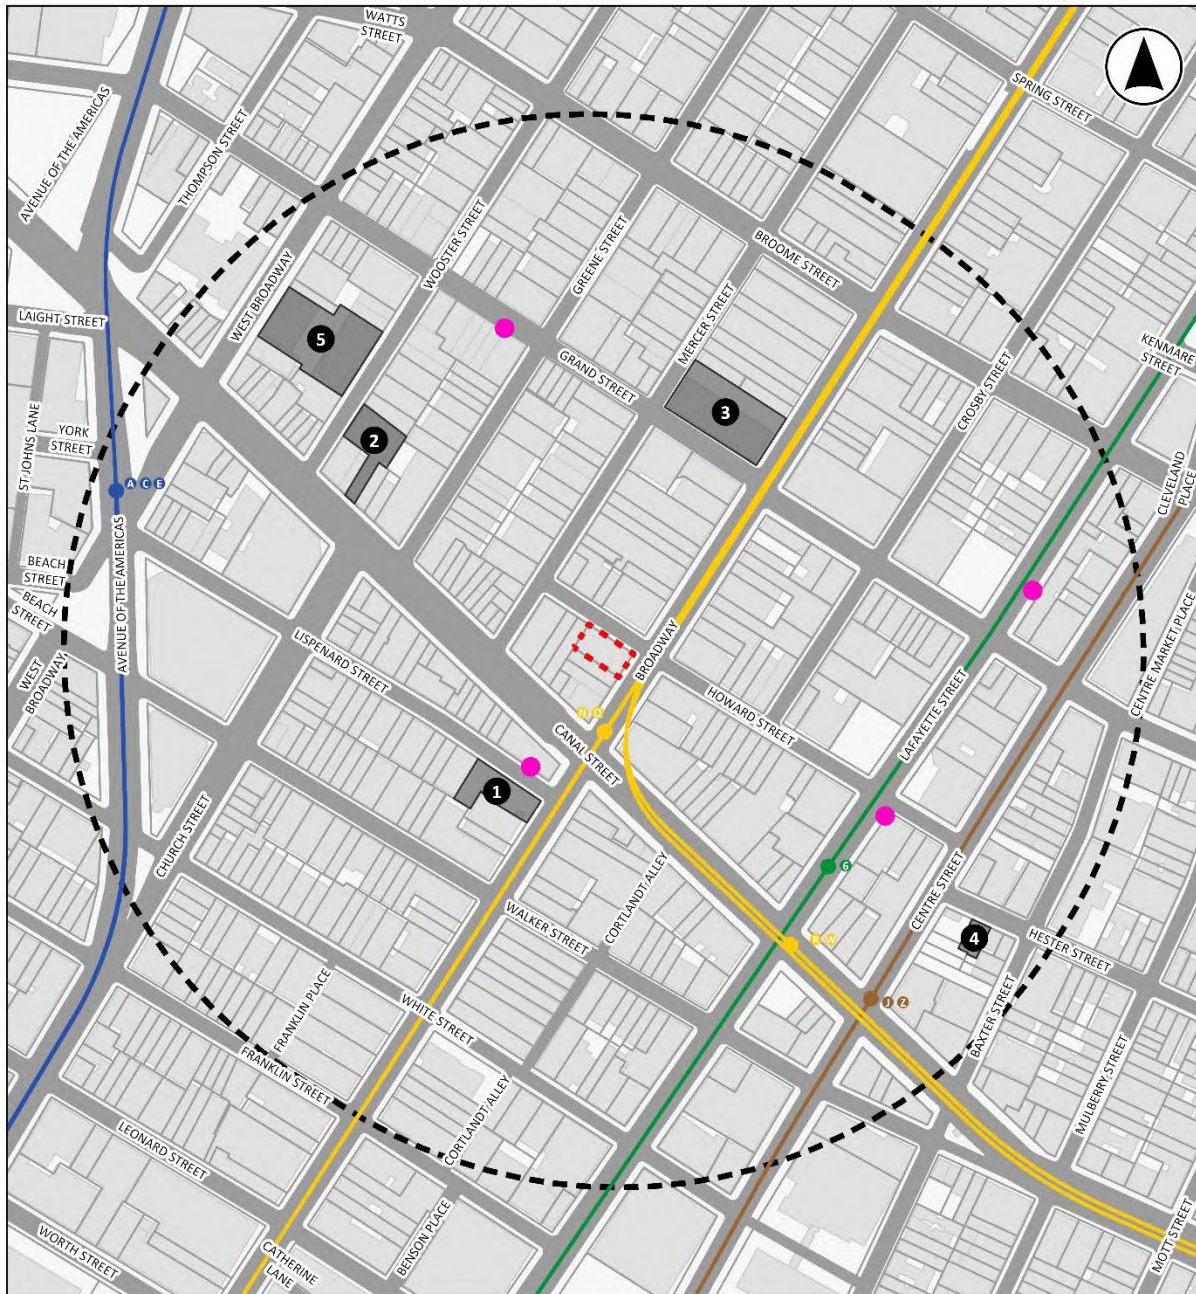 WATTS
STREET
SPRING STREET
AVENUE OF THE AMERICAS
THOMPSON STREET
WOOSTER STREET
GREENE STREET
BROOME STREET
WEST BROADWAY
MERCER STREET
LAIGHT STREET
KENMARE
STREET
5
GRAND STREET
3
CROSBY STREET
2
ST JOHNS LANE
YORK
STREET
A C E
CLEVELAND
PLACE
BEACH
STREET
BEACH
STREET
AVENUE OF THE AMERICAS
WEST
BROADWAY
LISPENARD STREET
BROADWAY
CENTRE MARKET PLACE
HOWARD STREET
LAFAYETTE STREET
N Q
CANAL STREET
1
CHURCH STREET
6
CORTLANDT ALLEY
WALKER STREET
CENTRE STREET
R W
4
HESTER STREET
FRANKLIN PLACE
WHITE STREET
J Z
BAXTER STREET
FRANKLIN STREET
MULBERRY STREET
CORTLANDT ALLEY
LEONARD STREET
BENSON PLACE
MOTT STREET
WORTH STREET
CATHERINE
LANE